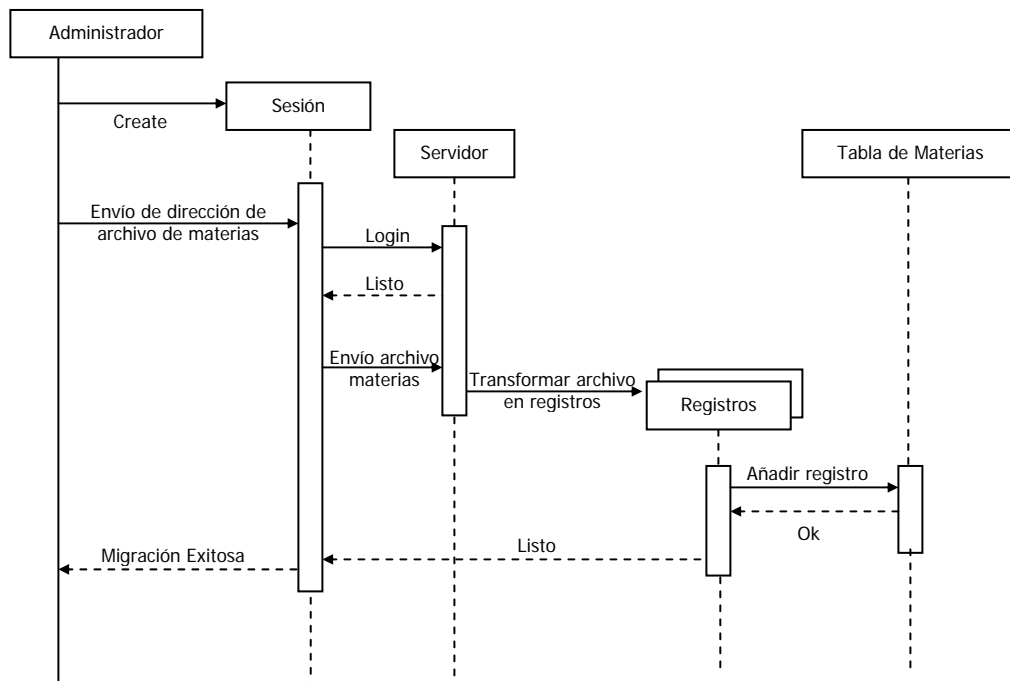 Administrador
Sesión
Create
Servidor
Tabla de Materias
Envío de dirección de
archivo de materias
Login
Listo
Envío archivo
materias
Transformar archivo
en registros
Registros
Añadir registro
Ok
Listo
Migración Exitosa